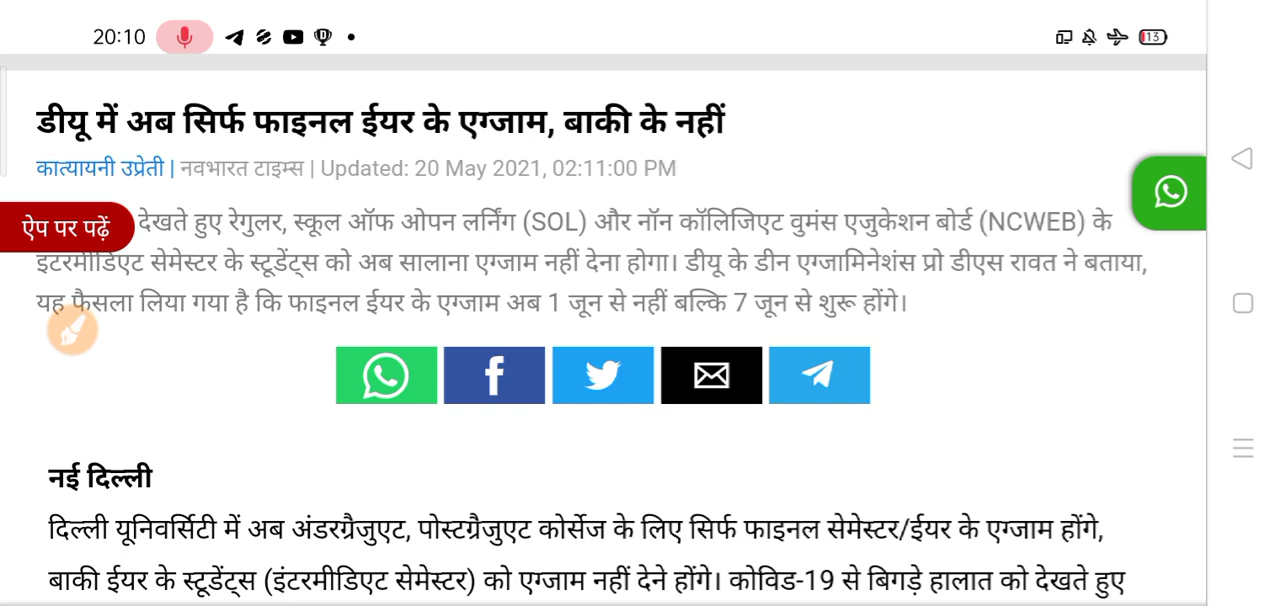 20:10
13
डीयू में अब सिर्फ फाइनल ईयर के एग्जाम, बाकी के नहीं
कात्यायनी उप्रेती | नवभारत टाइम्स | Updated: 20 May 2021, 02:11:00 PM
ऐप पर पढ़ें
देखते हुए रेगुलर, स्कूल ऑफ ओपन लर्निंग (SOL) और नॉन कॉलिजिएट वुमंस एजुकेशन बोर्ड (NCWEB) के
इंटरमीडिएट सेमेस्टर के स्टूडेंट्स को अब सालाना एग्जाम नहीं देना होगा। डीयू के डीन एग्जामिनेशंस प्रो डीएस रावत ने बताया,
यह फैसला लिया गया है कि फाइनल ईयर के एग्जाम अब 1 जून से नहीं बल्कि 7 जून से शुरू होंगे।
नई दिल्ली
दिल्ली यूनिवर्सिटी में अब अंडरग्रैजुएट, पोस्टग्रैजुएट कोर्सेज के लिए सिर्फ फाइनल सेमेस्टर/ईयर के एग्जाम होंगे,
बाकी ईयर के स्टूडेंट्स (इंटरमीडिएट सेमेस्टर) को एग्जाम नहीं देने होंगे। कोविड-19 से बिगड़े हालात को देखते हुए